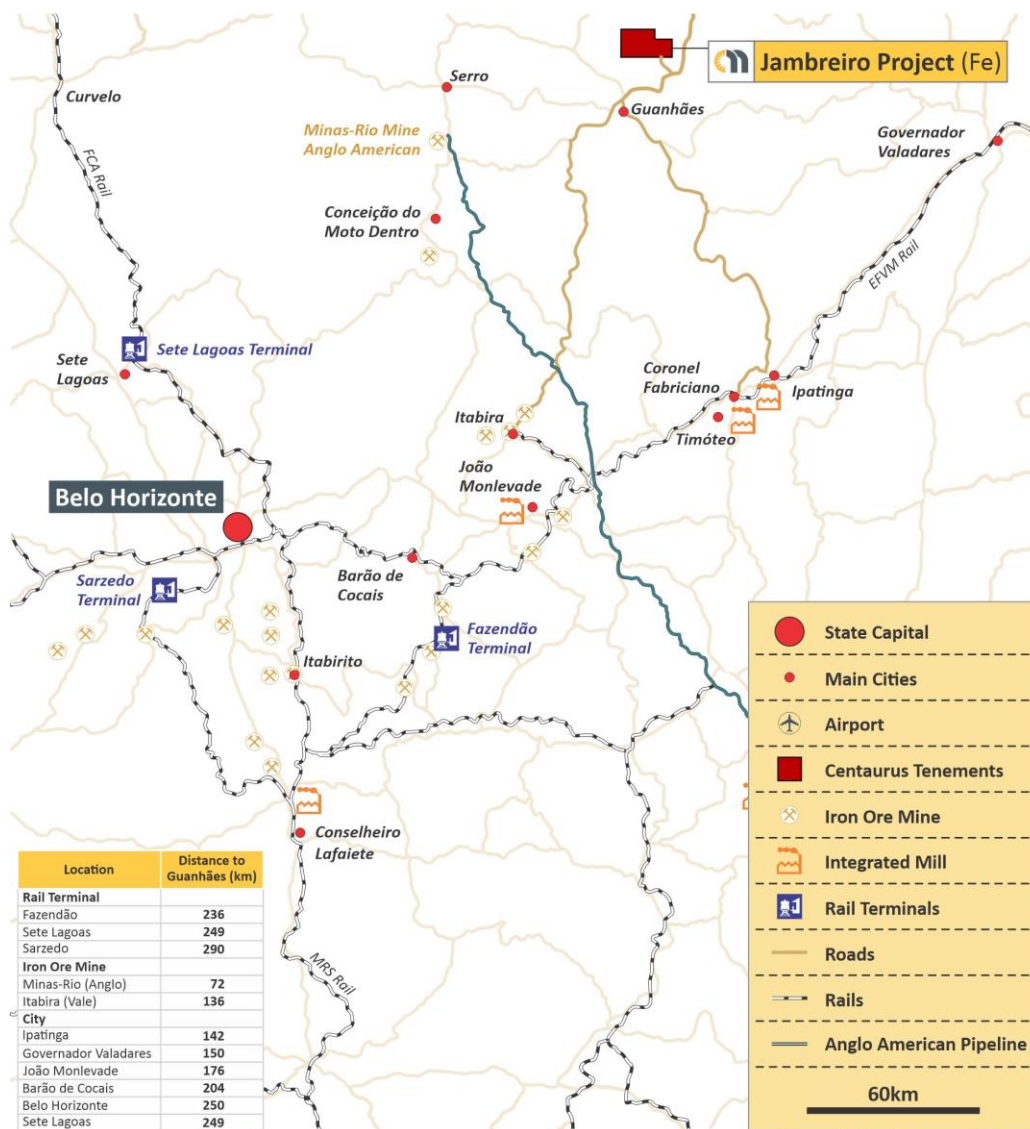 Jambreiro Project (Fe)
Curvelo
Serro
Guanhães
Minas-Rio Mine
Anglo American
Governador
Valadares
FCA Rail
Conceição do
Moto Dentro
EFVM Rail
Sete Lagoas Terminal
Sete
Lagoas
Coronel
Fabriciano
Ipatinga
Itabira
Timóteo
João
Monlevade
Belo Horizonte
Barão de
Cocais
Sarzedo
Terminal
Fazendão
Terminal
Itabirito
Conselheiro
Lafaiete
MRS Rail
State Capital
Main Cities
Airport
Centaurus Tenements
Iron Ore Mine
Integrated Mill
Rail Terminals
Roads
Rails
Anglo American Pipeline
60km
Location Distance to
Guanhães (km)
Rail Terminal
Fazendão 236
Sete Lagoas 249
Sarzedo 290
Iron Ore Mine
Minas-Rio (Anglo) 72
Itabira (Vale) 136
City
Ipatinga 142
Governador Valadares 150
João Monlevade 176
Barão de Cocais 204
Belo Horizonte 250
Sete Lagoas 249